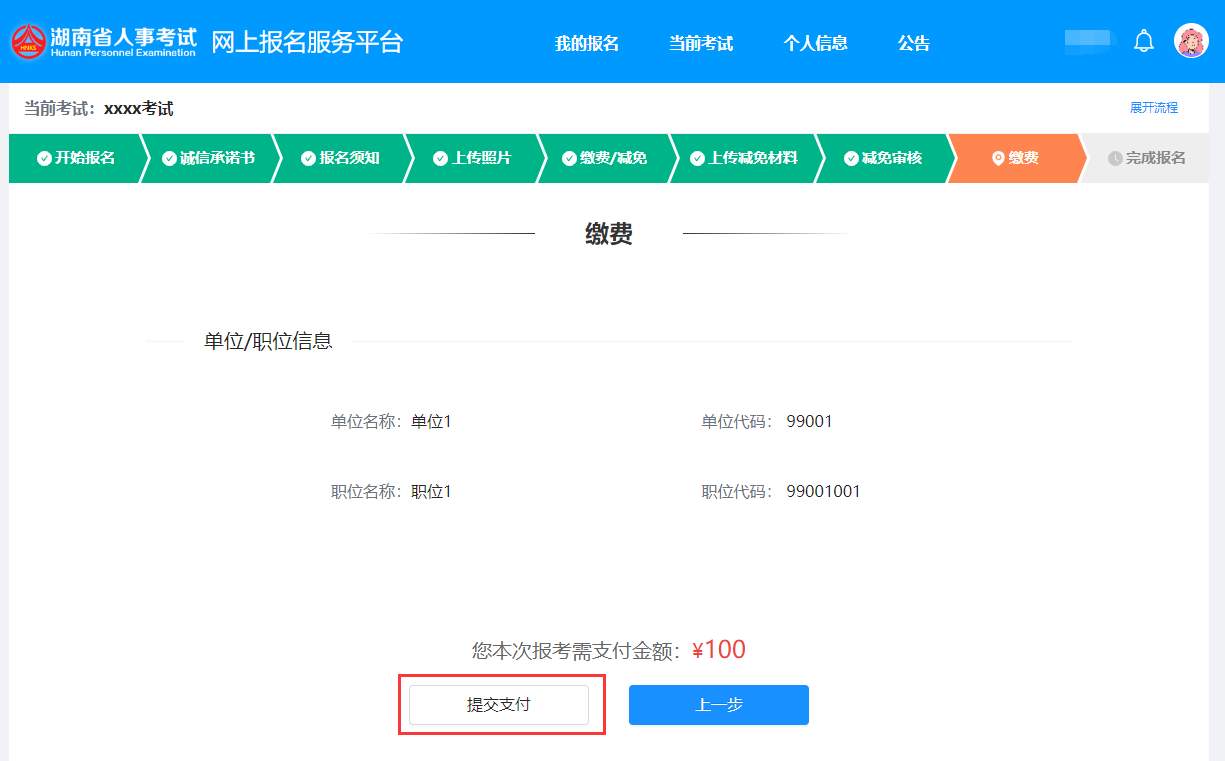 湖南省人事考试 网上报名服务平台 我的报名 当前考试 个人信息 公告
HNKS Hunan Personnel Examinetion
当前考试：xxxx考试 展开流程
开始报名 诚信承诺书 报名须知 上传照片 缴费/减免 上传减免材料 减免审核 缴费 完成报名
缴费
单位/职位信息
单位名称：单位1 单位代码：99001
职位名称：职位1 职位代码：99001001
您本次报考需支付金额：¥100
提交支付 上一步